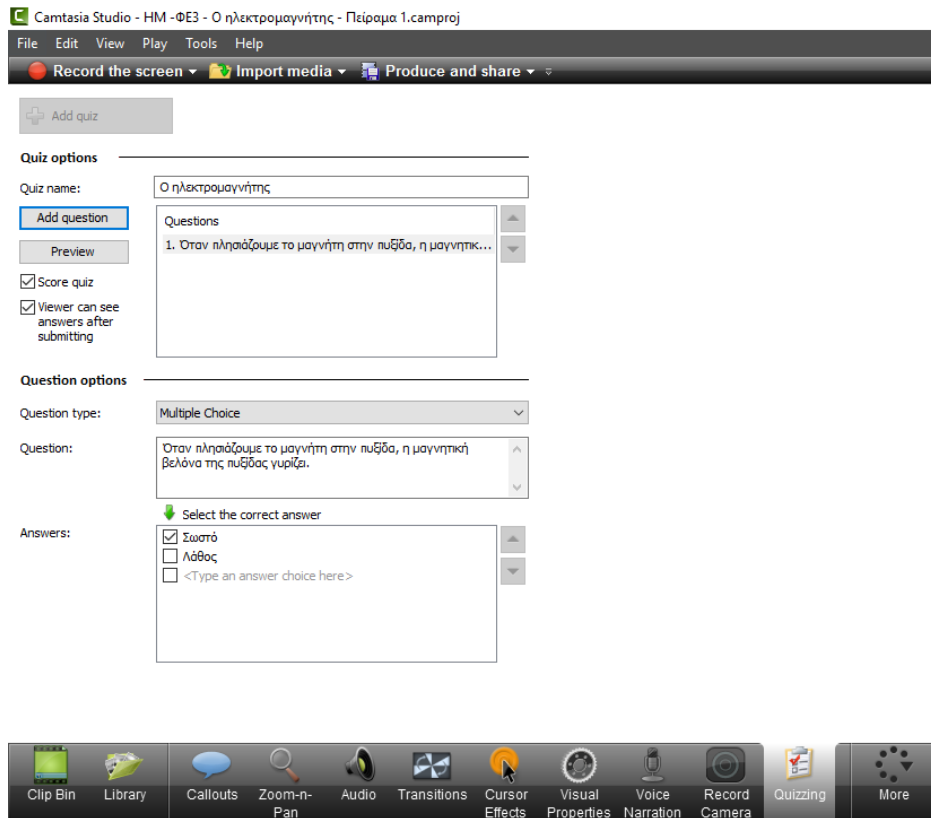 Camtasia Studio - ΗΜ -ΦΕ3 - Ο ηλεκτρομαγνήτης - Πείραμα 1.camproj
File Edit View Play Tools Help
Record the screen Import media Produce and share
Add quiz
Quiz options
Quiz name: Ο ηλεκτρομαγνήτης
Add question
Questions
Preview
1. Όταν πλησιάζουμε το μαγνήτη στην πυξίδα, η μαγνητικ...
Score quiz
Viewer can see
answers after
submitting
Question options
Question type: Multiple Choice
Question: Όταν πλησιάζουμε το μαγνήτη στην πυξίδα, η μαγνητική
βελόνα της πυξίδας γυρίζει.
Select the correct answer
Answers: Σωστό
Λάθος
<Type an answer choice here>
Clip Bin Library Callouts Zoom-n-Pan Audio Transitions Cursor Effects Visual Properties Voice Narration Record Camera Quizzing More